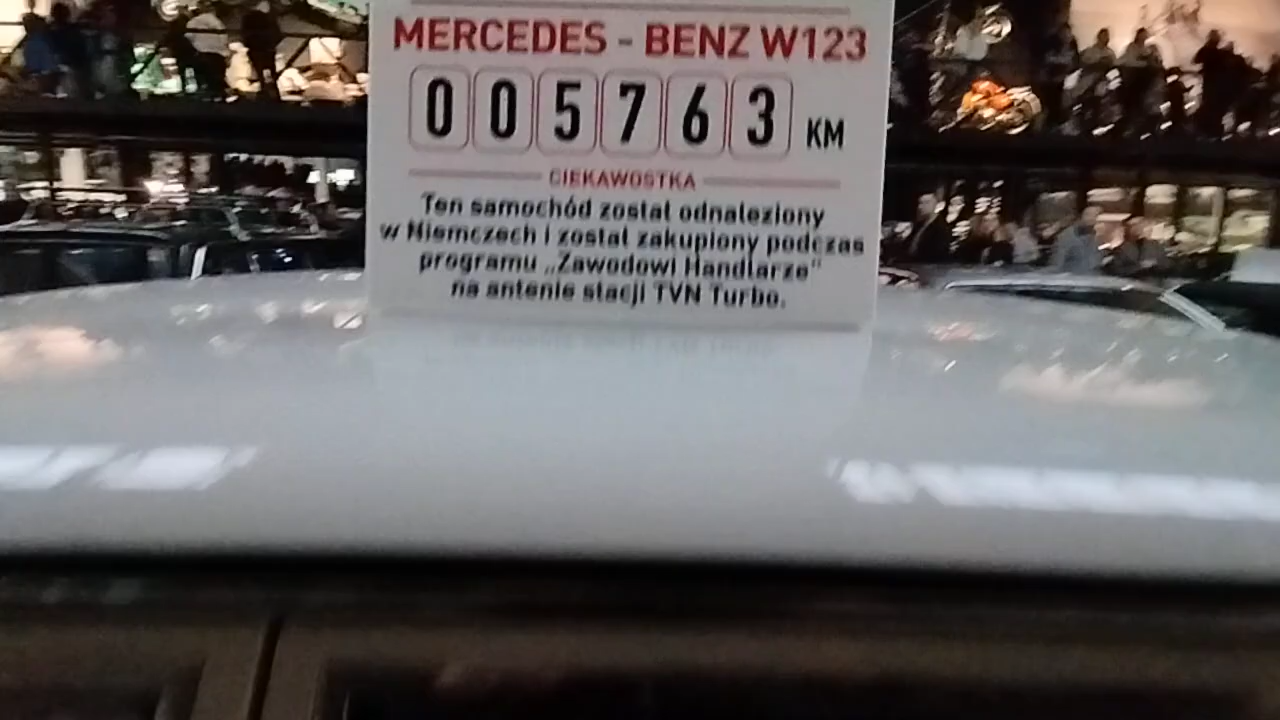 MERCEDES - BENZ W123
005763 KM
CIEKAWOSTKA
Ten samochód został odnaleziony
w Niemczech i został zakupiony podczas
programu „Zawodowi Handlarze"
na antenie stacji TVN Turbo.